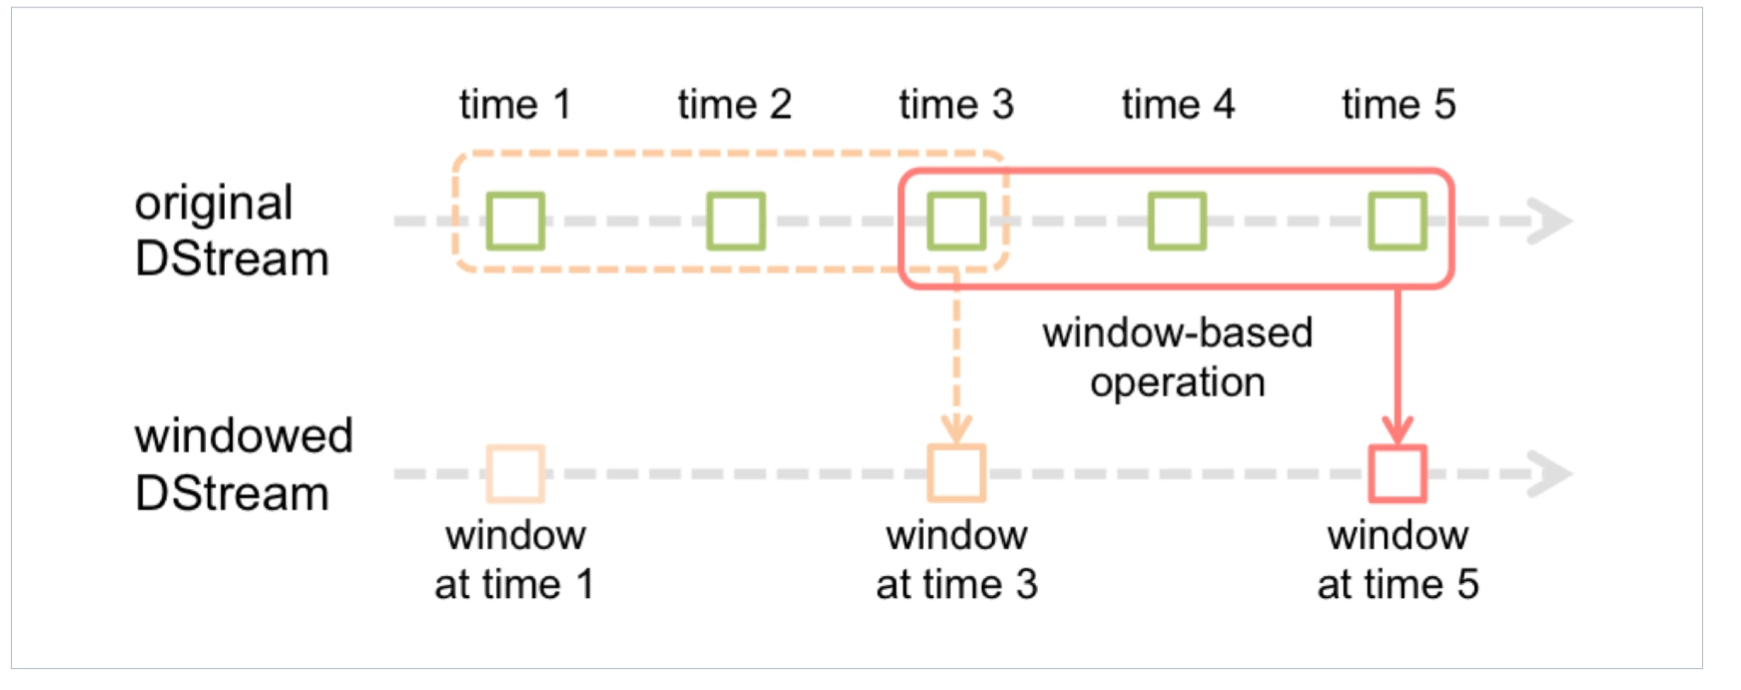 time 1
time 2
time 3
time 4
time 5
original
DStream
window-based
operation
windowed
DStream
window
at time 1
window
at time 3
window
at time 5